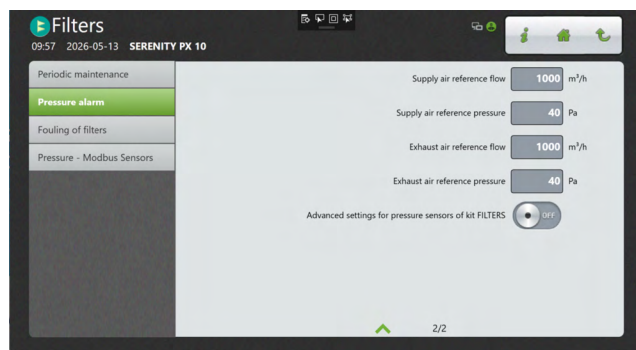 Filters
09:57 2026-05-13 SERENITY PX 10
Periodic maintenance
Pressure alarm
Fouling of filters
Pressure - Modbus Sensors
Supply air reference flow 1000 m³/h
Supply air reference pressure 40 Pa
Exhaust air reference flow 1000 m³/h
Exhaust air reference pressure 40 Pa
Advanced settings for pressure sensors of kit FILTERS OFF
2/2